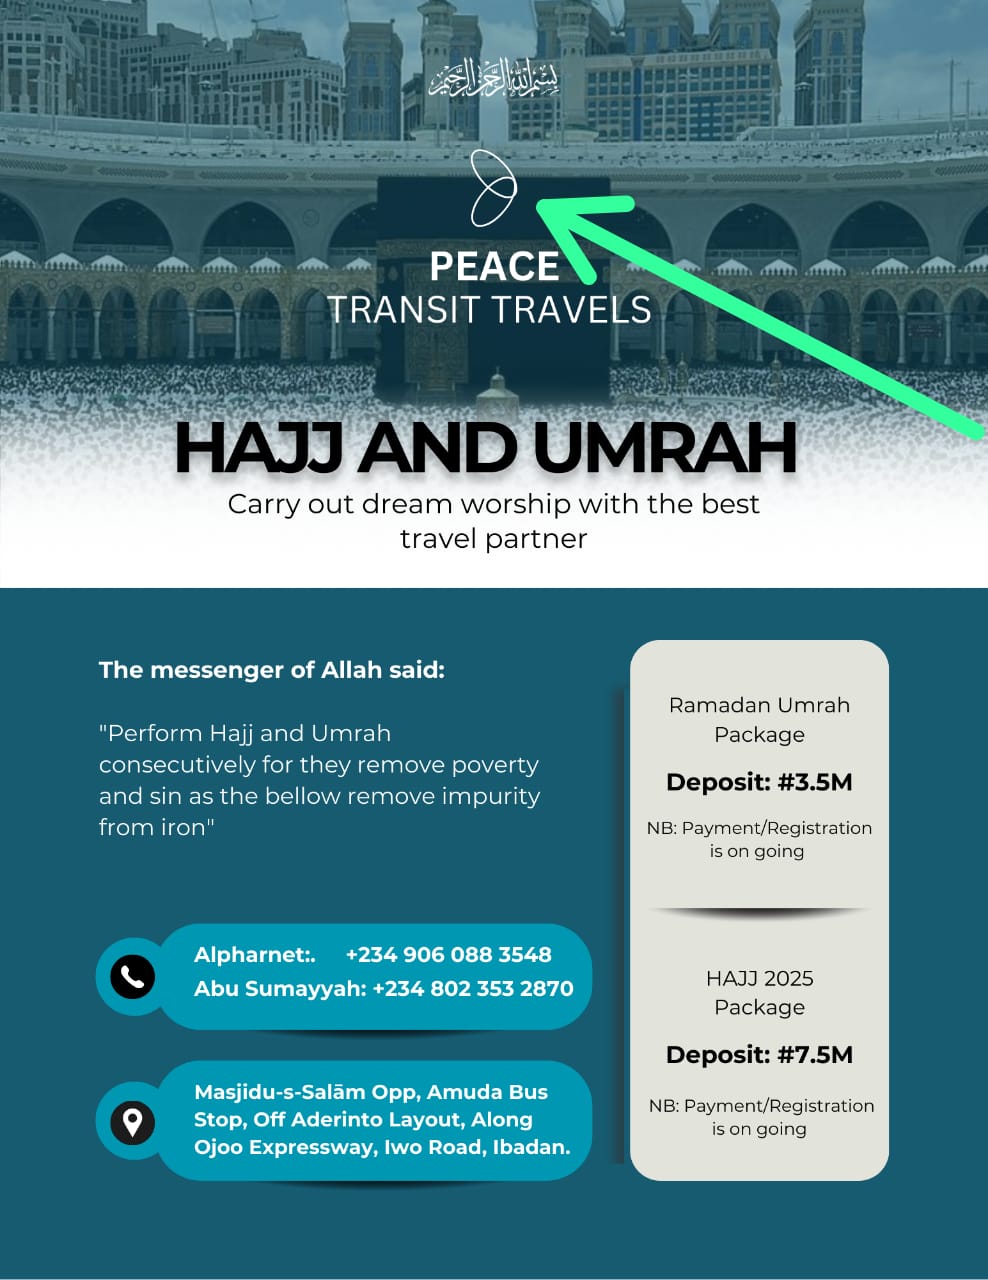 بسم الله الرحمن الرحيم
PEACE
TRANSIT TRAVELS
HAJJ AND UMRAH
Carry out dream worship with the best
travel partner
The messenger of Allah said:
"Perform Hajj and Umrah
consecutively for they remove poverty
and sin as the bellow remove impurity
from iron"
Alpharnet:. +234 906 088 3548
Abu Sumayyah: +234 802 353 2870
Masjidu-s-Salām Opp, Amuda Bus
Stop, Off Aderinto Layout, Along
Ojoo Expressway, Iwo Road, Ibadan.
Ramadan Umrah
Package
Deposit: #3.5M
NB: Payment/Registration
is on going
HAJJ 2025
Package
Deposit: #7.5M
NB: Payment/Registration
is on going